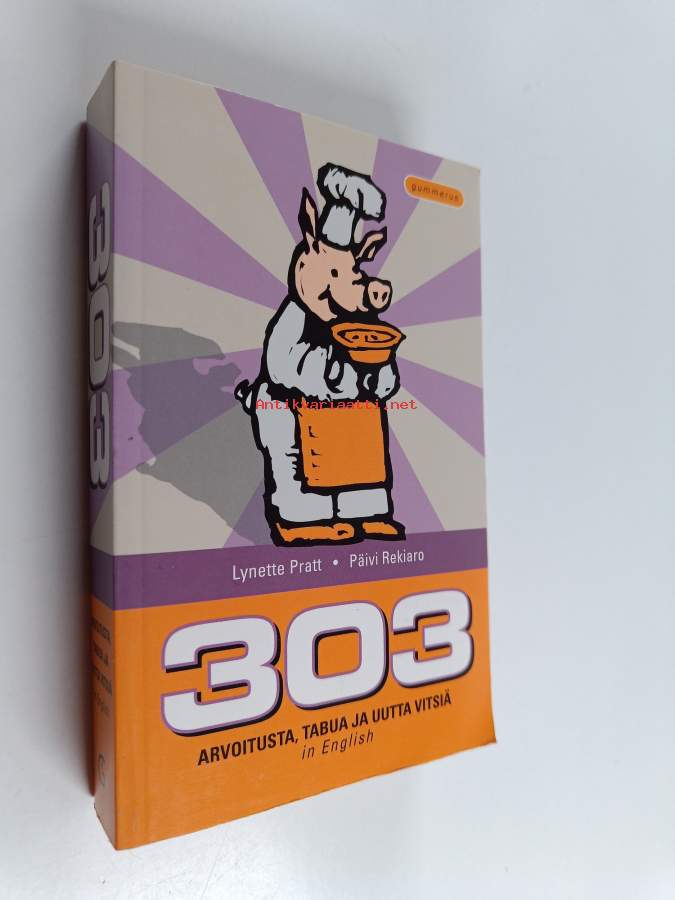 gummerus
Antikvariaatti.net
Lynette Pratt • Päivi Rekiaro
303
ARVOITUSTA, TABUA JA UUTTA VITSIÄ
in English
303